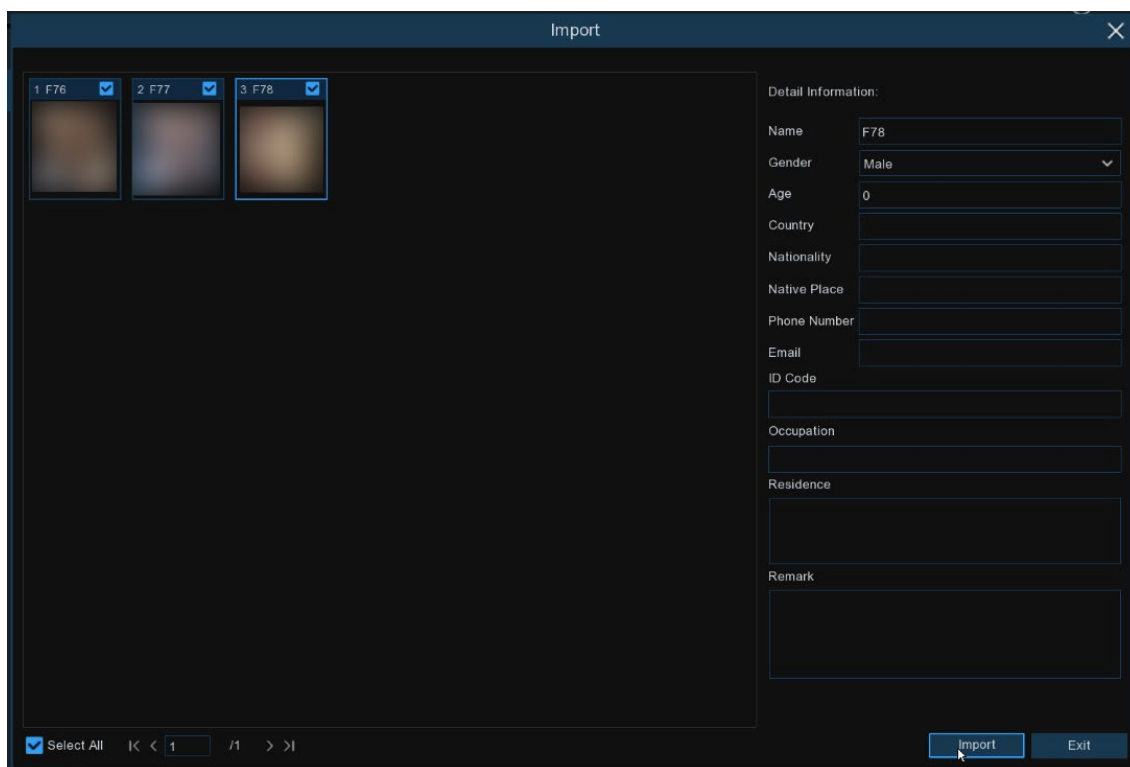 Import
1 F76
2 F77
3 F78
Detail Information:
Name F78
Gender Male
Age 0
Country
Nationality
Native Place
Phone Number
Email
ID Code
Occupation
Residence
Remark
Select All 1 /1
Import Exit